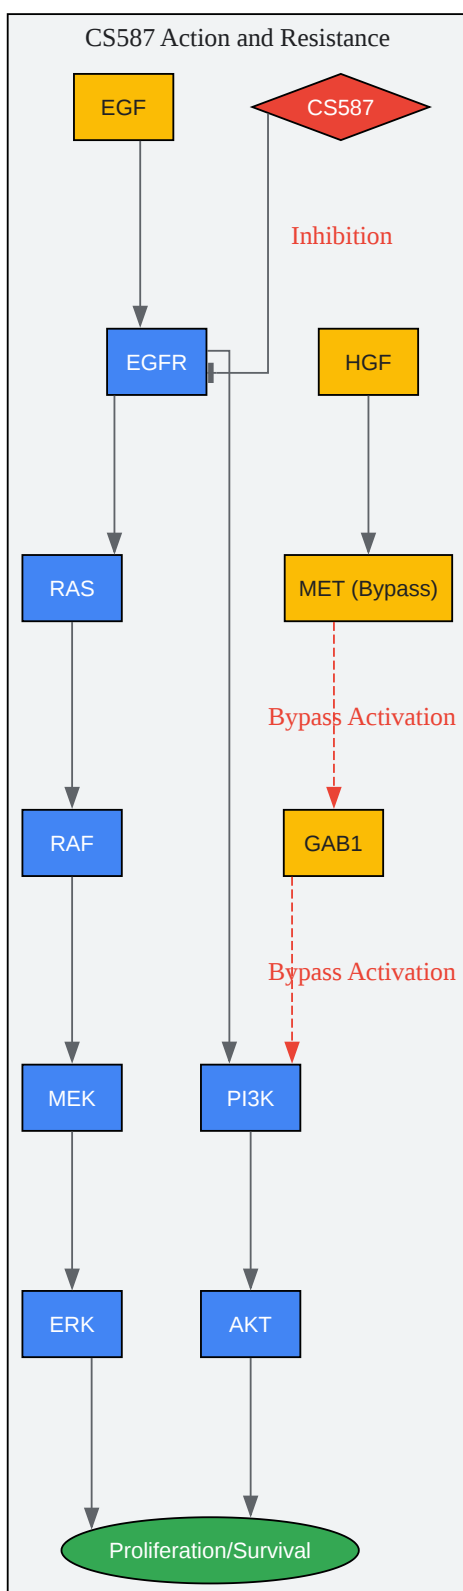 CS587 Action and Resistance
EGF
CS587
Inhibition
EGFR
HGF
RAS
MET (Bypass)
Bypass Activation
RAF
GAB1
Bypass Activation
MEK
PI3K
ERK
AKT
Proliferation/Survival